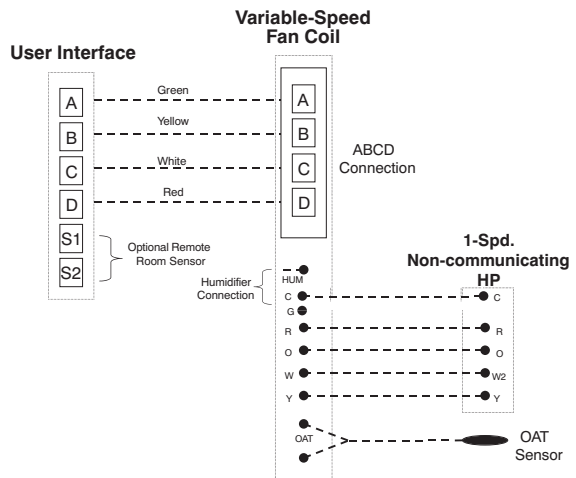 Variable-Speed
Fan Coil
User Interface
A
Green
A
B
Yellow
B
C
White
C
D
Red
D
ABCD
Connection
S1
S2
Optional Remote
Room Sensor
1-Spd.
Non-communicating
HP
Humidifier
Connection
HUM
C
C
G
R
R
O
O
W
W2
Y
Y
OAT
OAT
Sensor